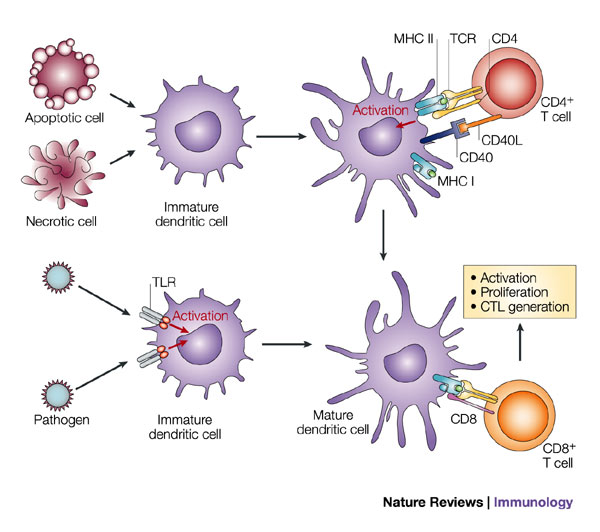 Apoptotic cell
Necrotic cell
Immature
dendritic cell
Activation
MHC II
TCR
CD4
CD4+
T cell
CD40L
CD40
MHC I
TLR
Activation
Pathogen
Immature
dendritic cell
Mature
dendritic cell
• Activation
• Proliferation
• CTL generation
CD8
CD8+
T cell
Nature Reviews | Immunology